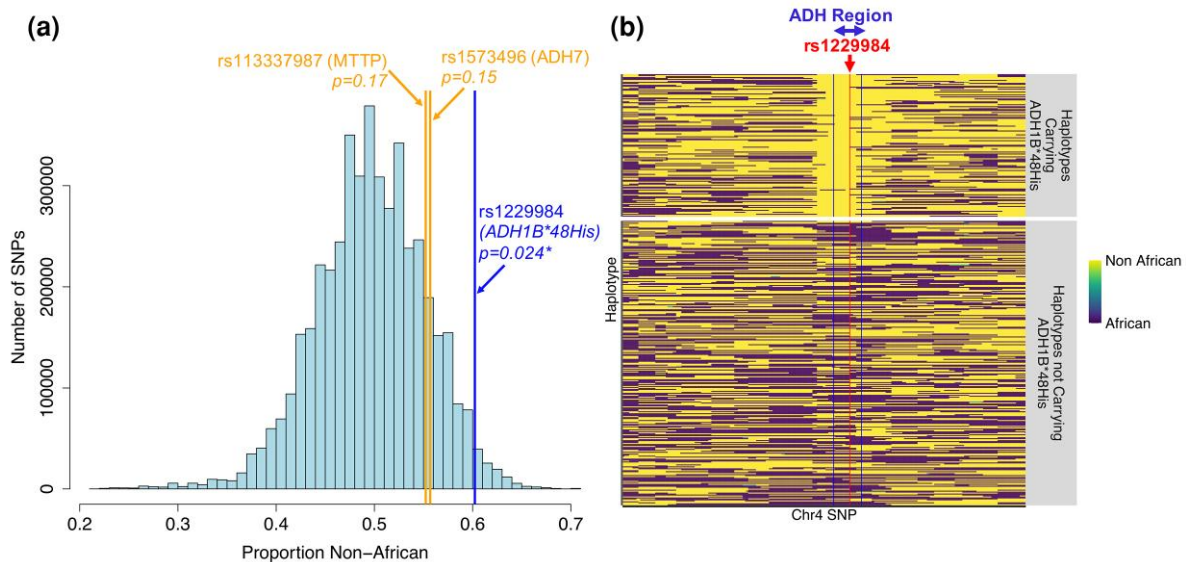 (a)
rs113337987 (MTTP)
p=0.17
rs1573496 (ADH7)
p=0.15
rs1229984
(ADH1B*48His)
p=0.024*
Number of SNPs
300000
200000
100000
0
0.2 0.3 0.4 0.5 0.6 0.7
Proportion Non−African
(b)
ADH Region
rs1229984
Haplotypes
Carrying
ADH1B*48His
Haplotypes not Carrying
ADH1B*48His
Haplotype
Chr4 SNP
Non African
African